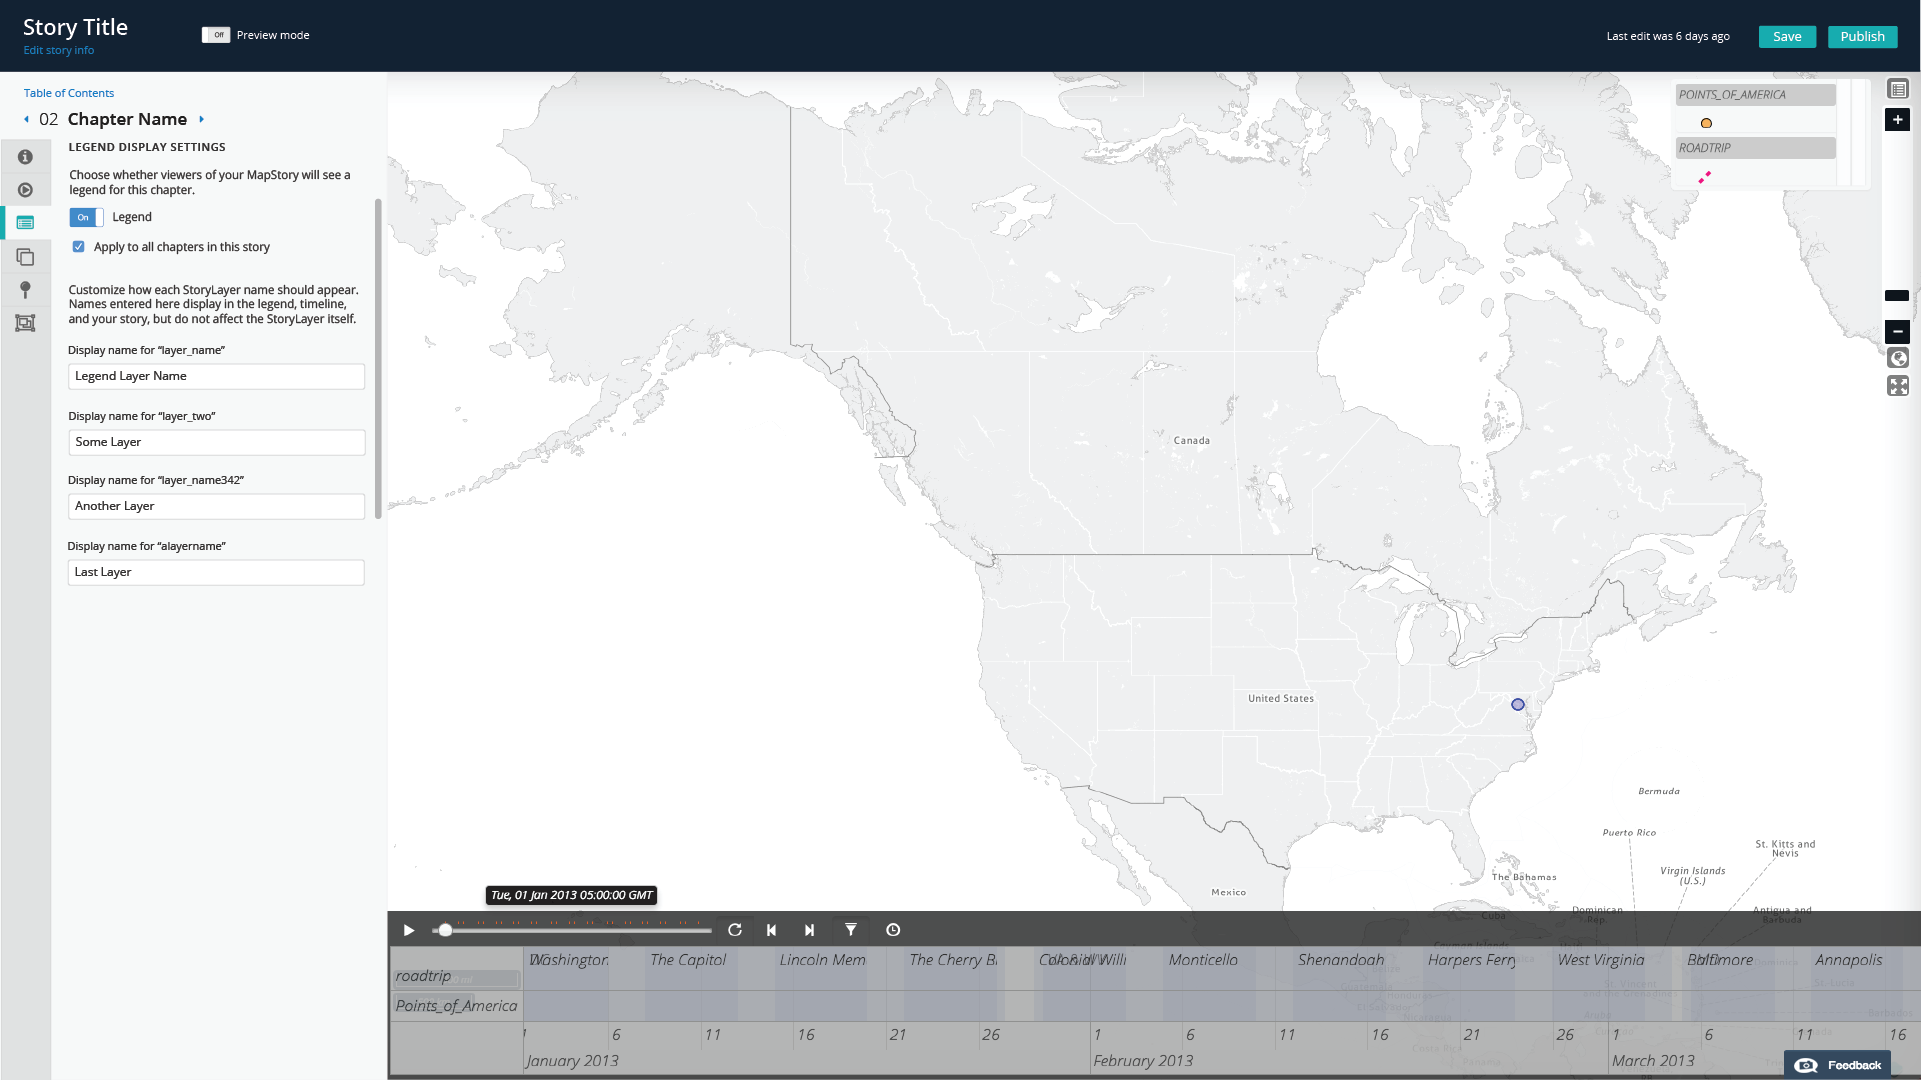 Story Title
Edit story info
Off
Preview mode
Last edit was 6 days ago
Save
Publish
Table of Contents
02 Chapter Name
LEGEND DISPLAY SETTINGS
Choose whether viewers of your MapStory will see a
legend for this chapter.
On
Legend
Apply to all chapters in this story
Customize how each StoryLayer name should appear.
Names entered here display in the legend, timeline,
and your story, but do not affect the StoryLayer itself.
Display name for “layer_name”
Legend Layer Name
Display name for “layer_two”
Some Layer
Display name for “layer_name342”
Another Layer
Display name for “alayername”
Last Layer
POINTS_OF_AMERICA
ROADTRIP
+
−
Canada
United States
Bermuda
Puerto Rico
St. Kitts and
Nevis
Virgin Islands
(U.S.)
The Bahamas
Mexico
Cuba
Dominican
Rep.
Antigua and
Barbuda
Cayman Islands
Tue, 01 Jan 2013 05:00:00 GMT
roadtrip
Washington
The Capitol
Lincoln Mem
The Cherry B
Colonial Willi
Monticello
Shenandoah
Harpers Ferry
West Virginia
Baltimore
Annapolis
Points_of_America
1 6 11 16 21 26 1 6 11 16 21 26 1 6 11 16
January 2013
February 2013
March 2013
Feedback